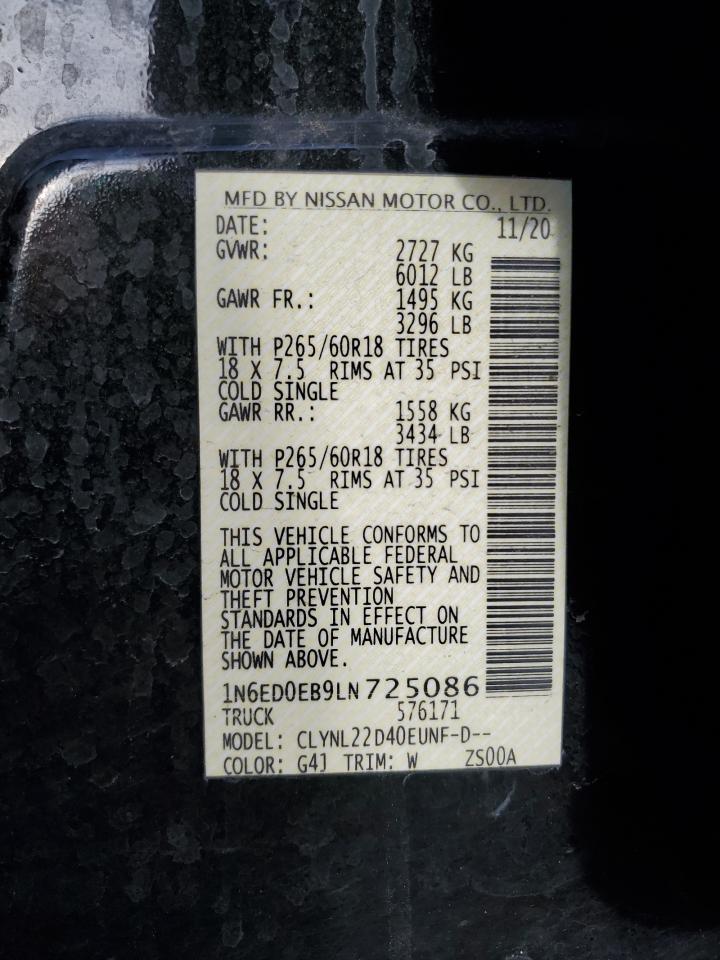 MFD BY NISSAN MOTOR CO., LTD.
DATE: 11/20
GVWR: 2727 KG
6012 LB
GAWR FR.: 1495 KG
3296 LB
WITH P265/60R18 TIRES
18 X 7.5 RIMS AT 35 PSI
COLD SINGLE
GAWR RR.: 1558 KG
3434 LB
WITH P265/60R18 TIRES
18 X 7.5 RIMS AT 35 PSI
COLD SINGLE
THIS VEHICLE CONFORMS TO
ALL APPLICABLE FEDERAL
MOTOR VEHICLE SAFETY AND
THEFT PREVENTION
STANDARDS IN EFFECT ON
THE DATE OF MANUFACTURE
SHOWN ABOVE.
1N6ED0EB9LN725086
TRUCK 576171
MODEL: CLYNL22D40EUNF-D--
COLOR: G4J TRIM: W ZS00A